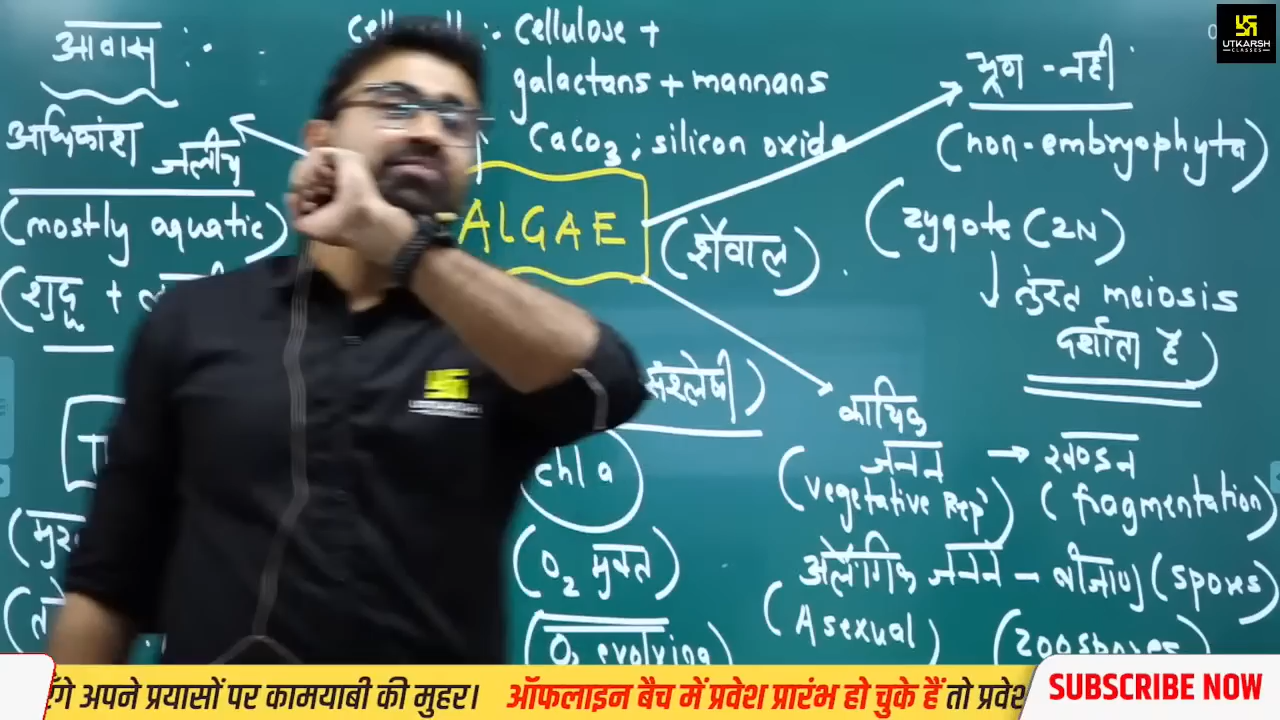 आवास :-
cellulose +
galactans + mannans
CaCO3 ; silicon oxide
भ्रूण - नही
(non-embryophyta)
UTKARSH
CLASSES
अधिकांश
जलीय
(mostly aquatic)
(शुद्ध +
ALGAE
(शैवाल)
(zygote (2N)
तुरंत meiosis
दर्शाता है)
संश्लेषी)
chl a
(O2 मुक्त)
(O2 evolving)
कायिक
जनन → खण्डन
(vegetative Rep')
(fragmentation)
अलैंगिक जनन - बीजाणु (spores)
(Asexual)
(zoospores)
UTKARSH
अपने प्रयासों पर कामयाबी की मुहर। ऑफलाइन बैच में प्रवेश प्रारंभ हो चुके हैं तो
SUBSCRIBE NOW